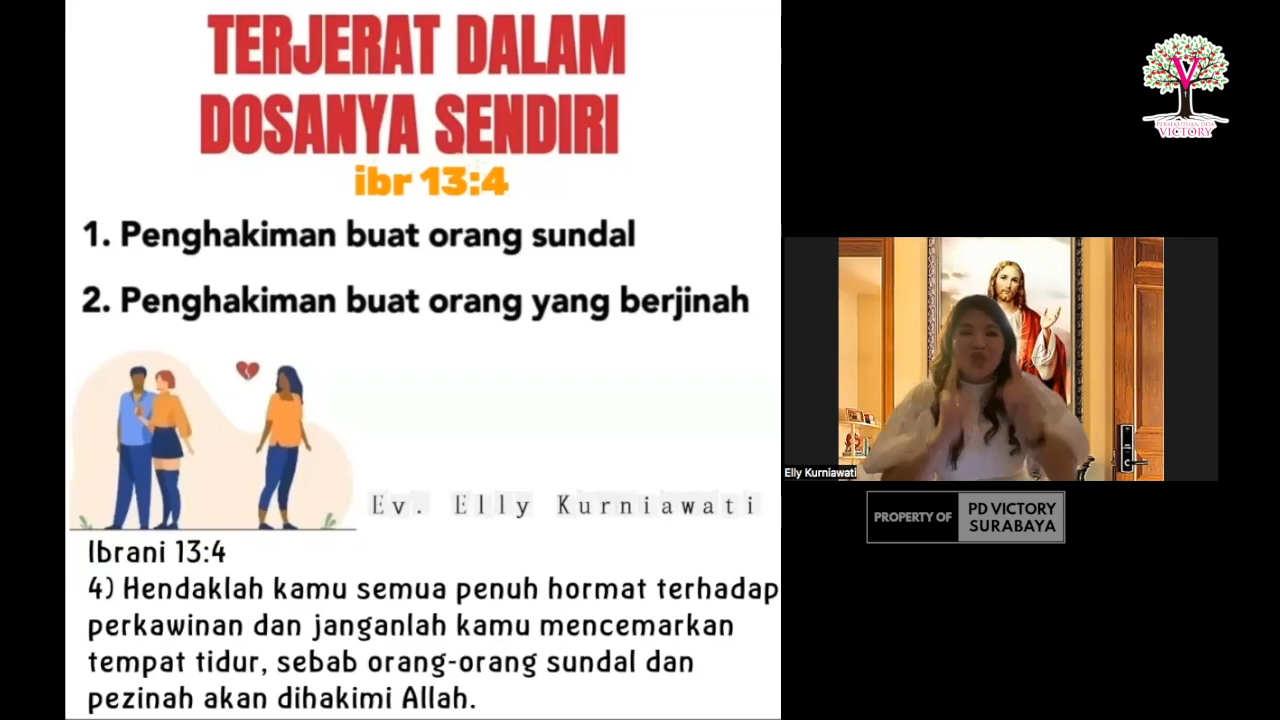 TERJERAT DALAM
DOSANYA SENDIRI
ibr 13:4
1. Penghakiman buat orang sundal
2. Penghakiman buat orang yang berjinah
Ev. Elly Kurniawati
Ibrani 13:4
4) Hendaklah kamu semua penuh hormat terhadap
perkawinan dan janganlah kamu mencemarkan
tempat tidur, sebab orang-orang sundal dan
pezinah akan dihakimi Allah.
V
PERSEKUTUAN DOA
VICTORY
Elly Kurniawati
PROPERTY OF
PD VICTORY
SURABAYA